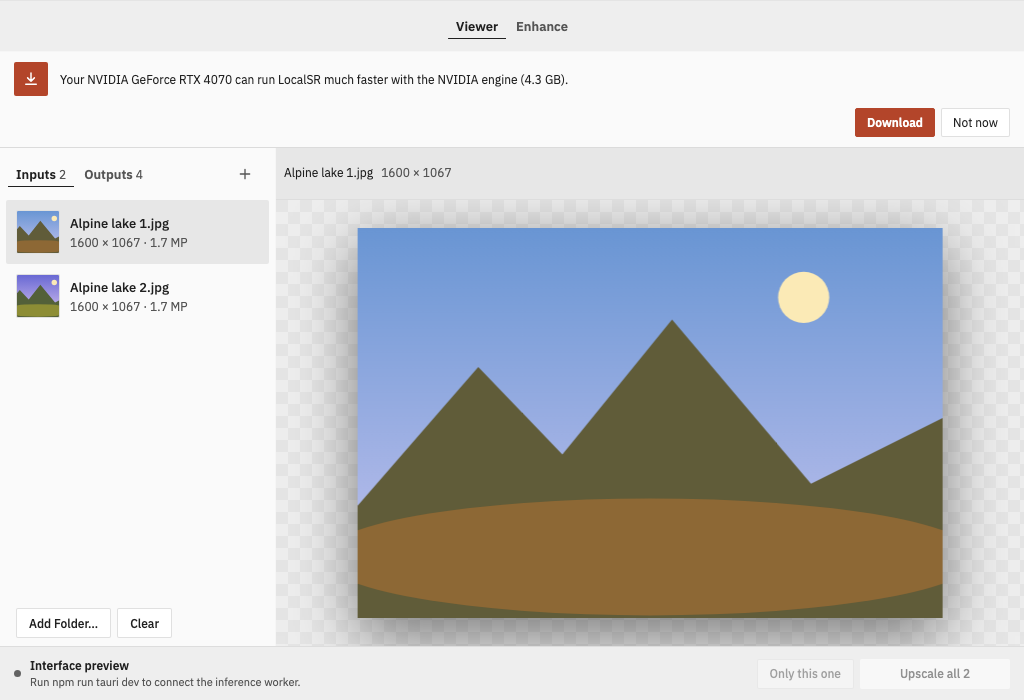 Viewer Enhance
Your NVIDIA GeForce RTX 4070 can run LocalSR much faster with the NVIDIA engine (4.3 GB).
Download Not now
Inputs 2 Outputs 4 +
Alpine lake 1.jpg 1600 × 1067
Alpine lake 1.jpg
1600 × 1067 · 1.7 MP
Alpine lake 2.jpg
1600 × 1067 · 1.7 MP
Add Folder... Clear
Interface preview
Run npm run tauri dev to connect the inference worker.
Only this one Upscale all 2